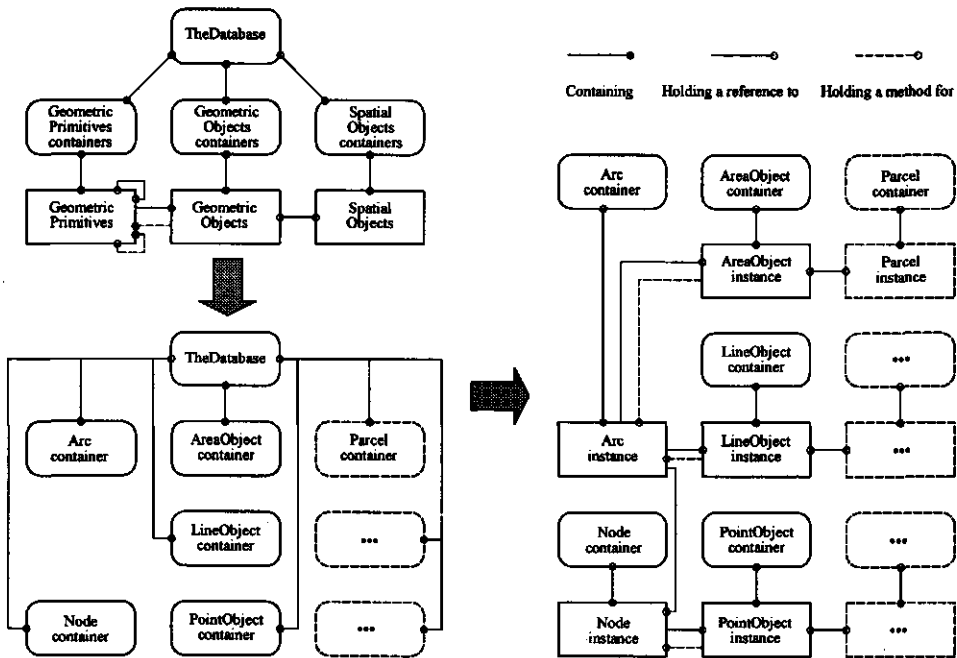 TheDatabase
Geometric
Primitives
containers
Geometric
Objects
containers
Spatial
Objects
containers
Geometric
Primitives
Geometric
Objects
Spatial
Objects
Containing
Holding a reference to
Holding a method for
TheDatabase
Arc
container
AreaObject
container
Parcel
container
LineObject
container
•••
Node
container
PointObject
container
•••
Arc
container
AreaObject
container
Parcel
container
AreaObject
instance
Parcel
instance
LineObject
container
•••
Arc
instance
LineObject
instance
•••
Node
container
PointObject
container
•••
Node
instance
PointObject
instance
•••